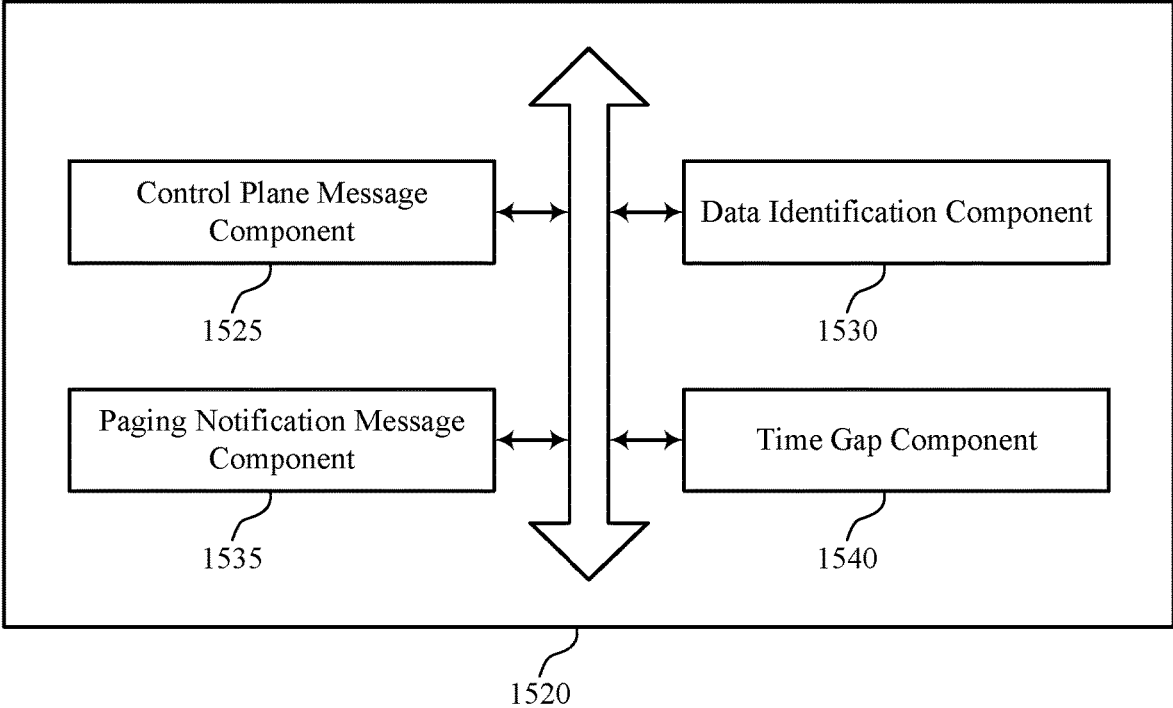 Control Plane Message
Component
1525
Data Identification Component
1530
Paging Notification Message
Component
1535
Time Gap Component
1540
1520